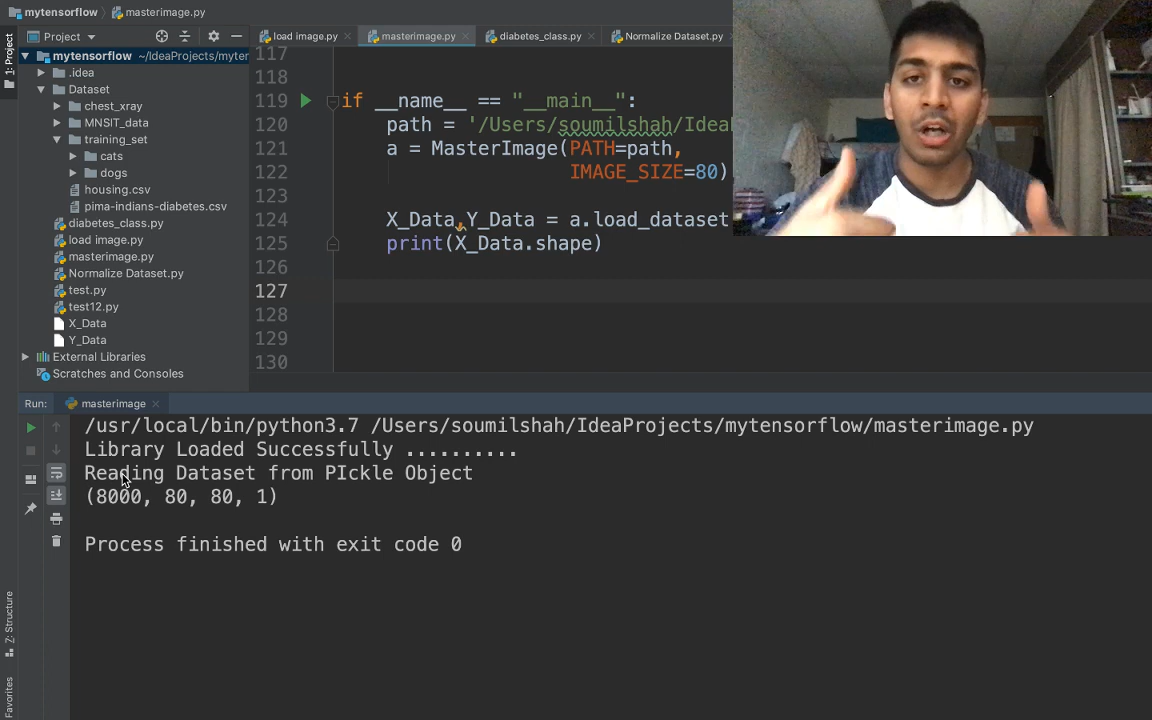 mytensorflow masterimage.py
Project
load image.py masterimage.py diabetes_class.py Normalize Dataset.py
1: Project
mytensorflow ~/IdeaProjects/myter
.idea
Dataset
chest_xray
MNSIT_data
training_set
cats
dogs
housing.csv
pima-indians-diabetes.csv
diabetes_class.py
load image.py
masterimage.py
Normalize Dataset.py
test.py
test12.py
X_Data
Y_Data
External Libraries
Scratches and Consoles
117
118
119 if __name__ == "__main__":
120 path = '/Users/soumilshah/Idea
121 a = MasterImage(PATH=path,
122 IMAGE_SIZE=80)
123
124 X_Data,Y_Data = a.load_dataset
125 print(X_Data.shape)
126
127
128
129
130
Run: masterimage
/usr/local/bin/python3.7 /Users/soumilshah/IdeaProjects/mytensorflow/masterimage.py
Library Loaded Successfully ..........
Reading Dataset from PIckle Object
(8000, 80, 80, 1)
Process finished with exit code 0
Z: Structure
Favorites